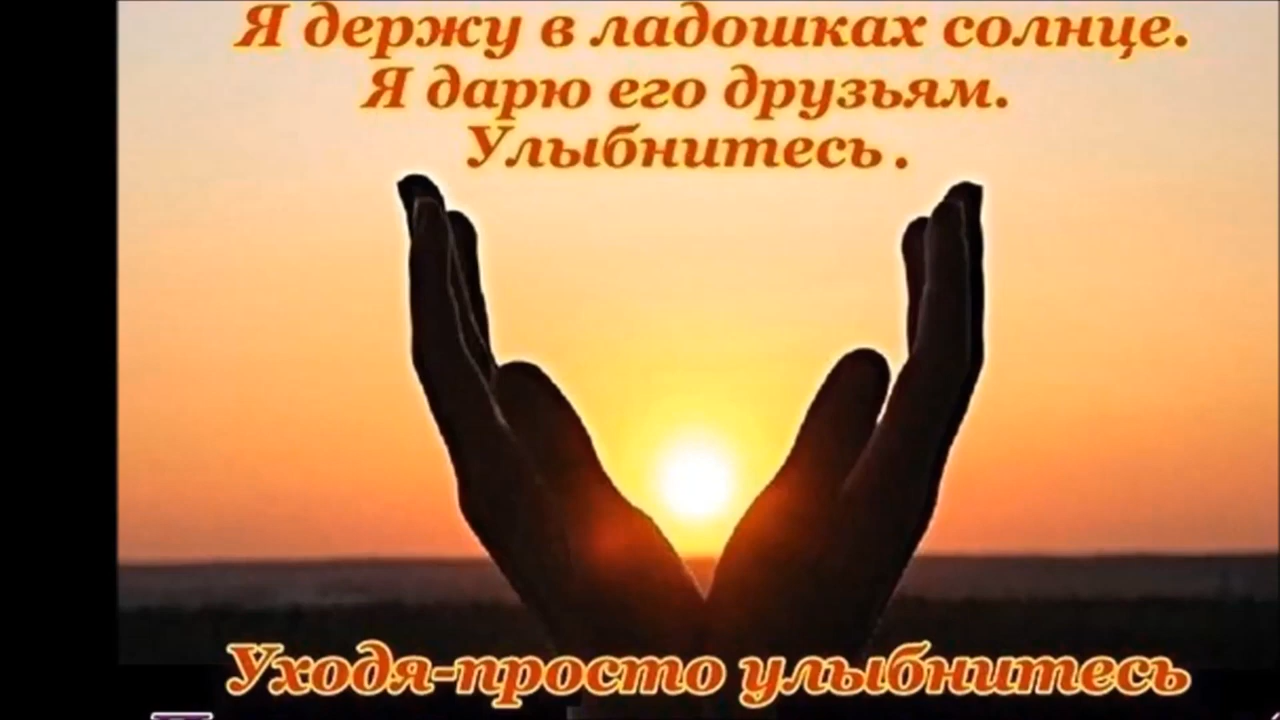 Я держу в ладошках солнце.
Я дарю его друзьям.
Улыбнитесь .
Уходя-просто улыбнитесь